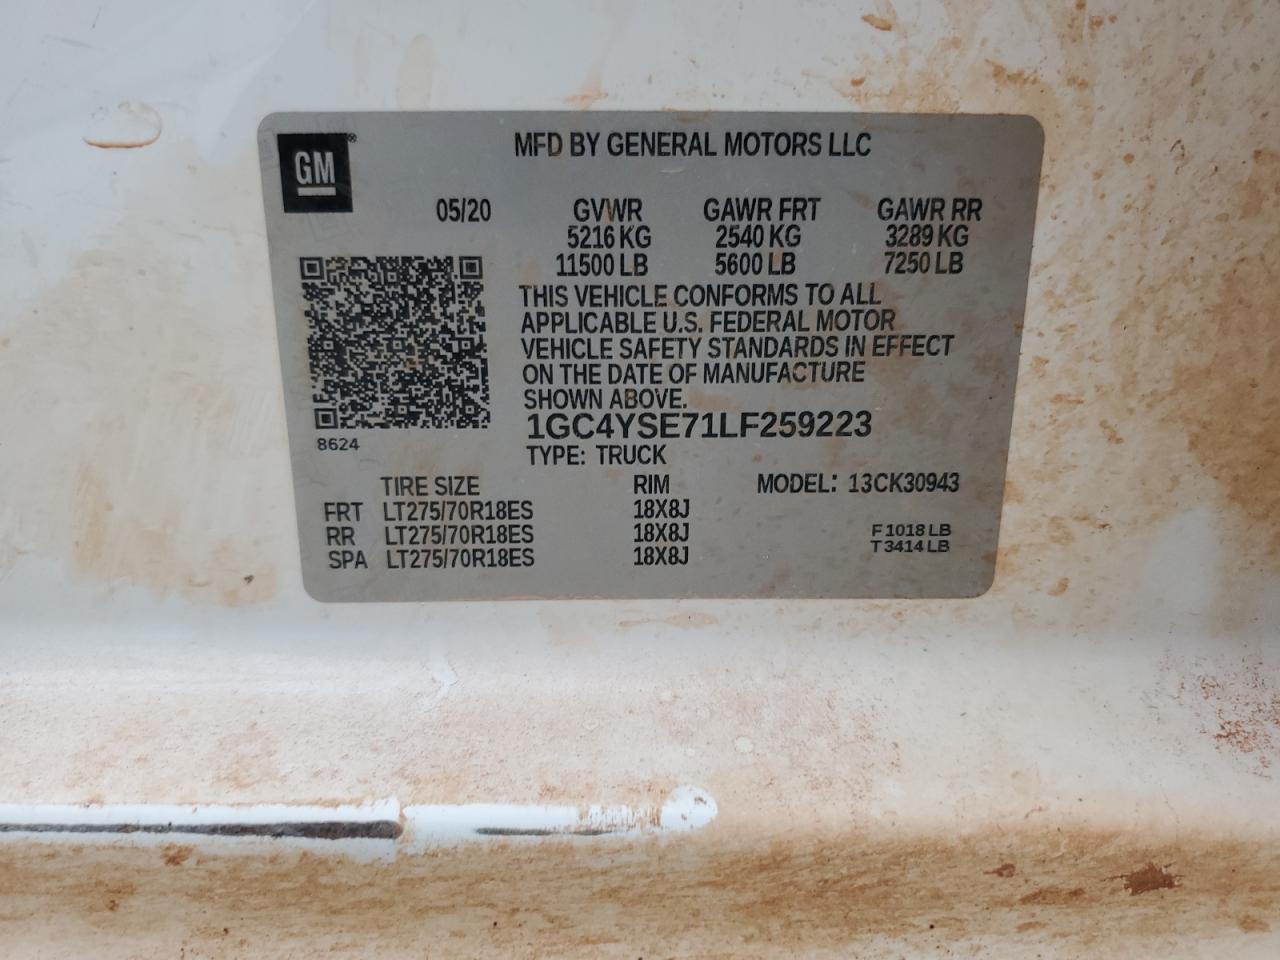 GM®
MFD BY GENERAL MOTORS LLC
05/20 GVWR GAWR FRT GAWR RR
5216 KG 2540 KG 3289 KG
11500 LB 5600 LB 7250 LB
THIS VEHICLE CONFORMS TO ALL
APPLICABLE U.S. FEDERAL MOTOR
VEHICLE SAFETY STANDARDS IN EFFECT
ON THE DATE OF MANUFACTURE
SHOWN ABOVE.
1GC4YSE71LF259223
8624
TYPE: TRUCK
TIRE SIZE RIM MODEL: 13CK30943
FRT LT275/70R18ES 18X8J
RR LT275/70R18ES 18X8J
SPA LT275/70R18ES 18X8J
F 1018 LB
T 3414 LB